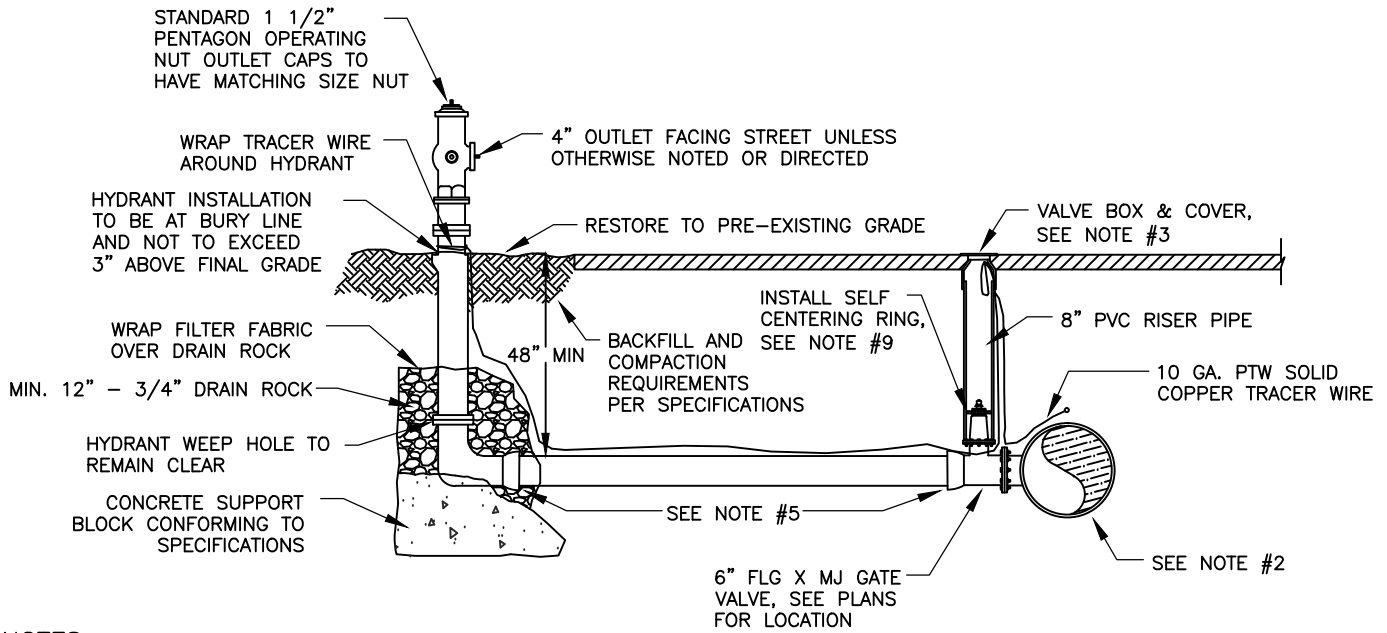 STANDARD 1 1/2"
PENTAGON OPERATING
NUT OUTLET CAPS TO
HAVE MATCHING SIZE NUT
WRAP TRACER WIRE
AROUND HYDRANT
4" OUTLET FACING STREET UNLESS
OTHERWISE NOTED OR DIRECTED
HYDRANT INSTALLATION
TO BE AT BURY LINE
AND NOT TO EXCEED
3" ABOVE FINAL GRADE
RESTORE TO PRE-EXISTING GRADE
VALVE BOX & COVER,
SEE NOTE #3
WRAP FILTER FABRIC
OVER DRAIN ROCK
48" MIN
BACKFILL AND
COMPACTION
REQUIREMENTS
PER SPECIFICATIONS
INSTALL SELF
CENTERING RING,
SEE NOTE #9
8" PVC RISER PIPE
10 GA. PTW SOLID
COPPER TRACER WIRE
MIN. 12" - 3/4" DRAIN ROCK
HYDRANT WEEP HOLE TO
REMAIN CLEAR
CONCRETE SUPPORT
BLOCK CONFORMING TO
SPECIFICATIONS
SEE NOTE #5
6" FLG X MJ GATE
VALVE, SEE PLANS
FOR LOCATION
SEE NOTE #2